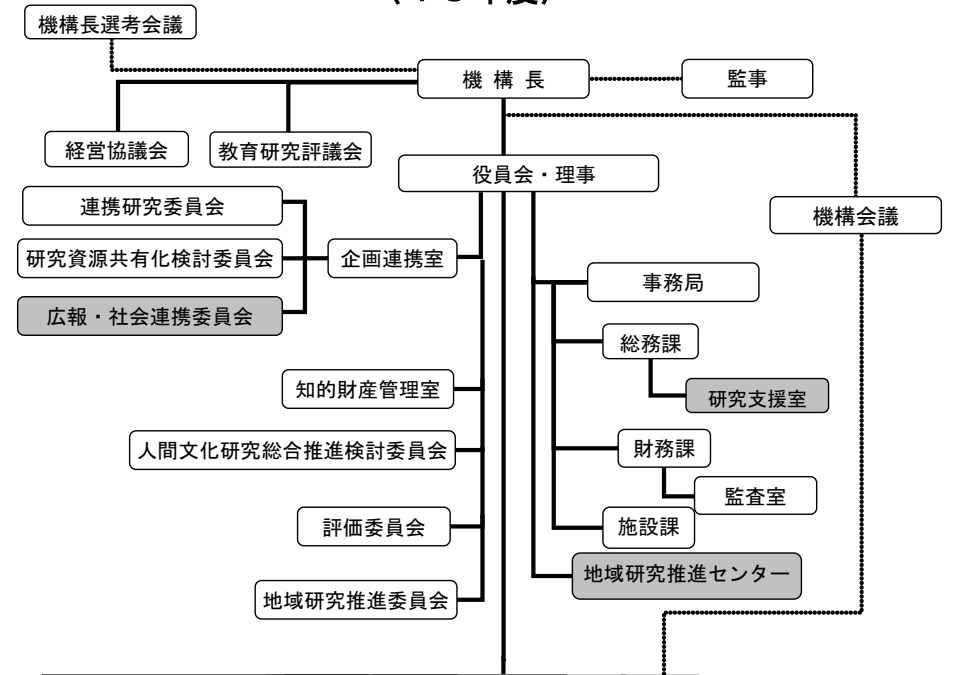 機構長選考会議
機構長
監事
経営協議会
教育研究評議会
役員会・理事
連携研究委員会
機構会議
研究資源共有化検討委員会
企画連携室
事務局
広報・社会連携委員会
総務課
知的財産管理室
研究支援室
人間文化研究総合推進検討委員会
財務課
監査室
評価委員会
施設課
地域研究推進センター
地域研究推進委員会